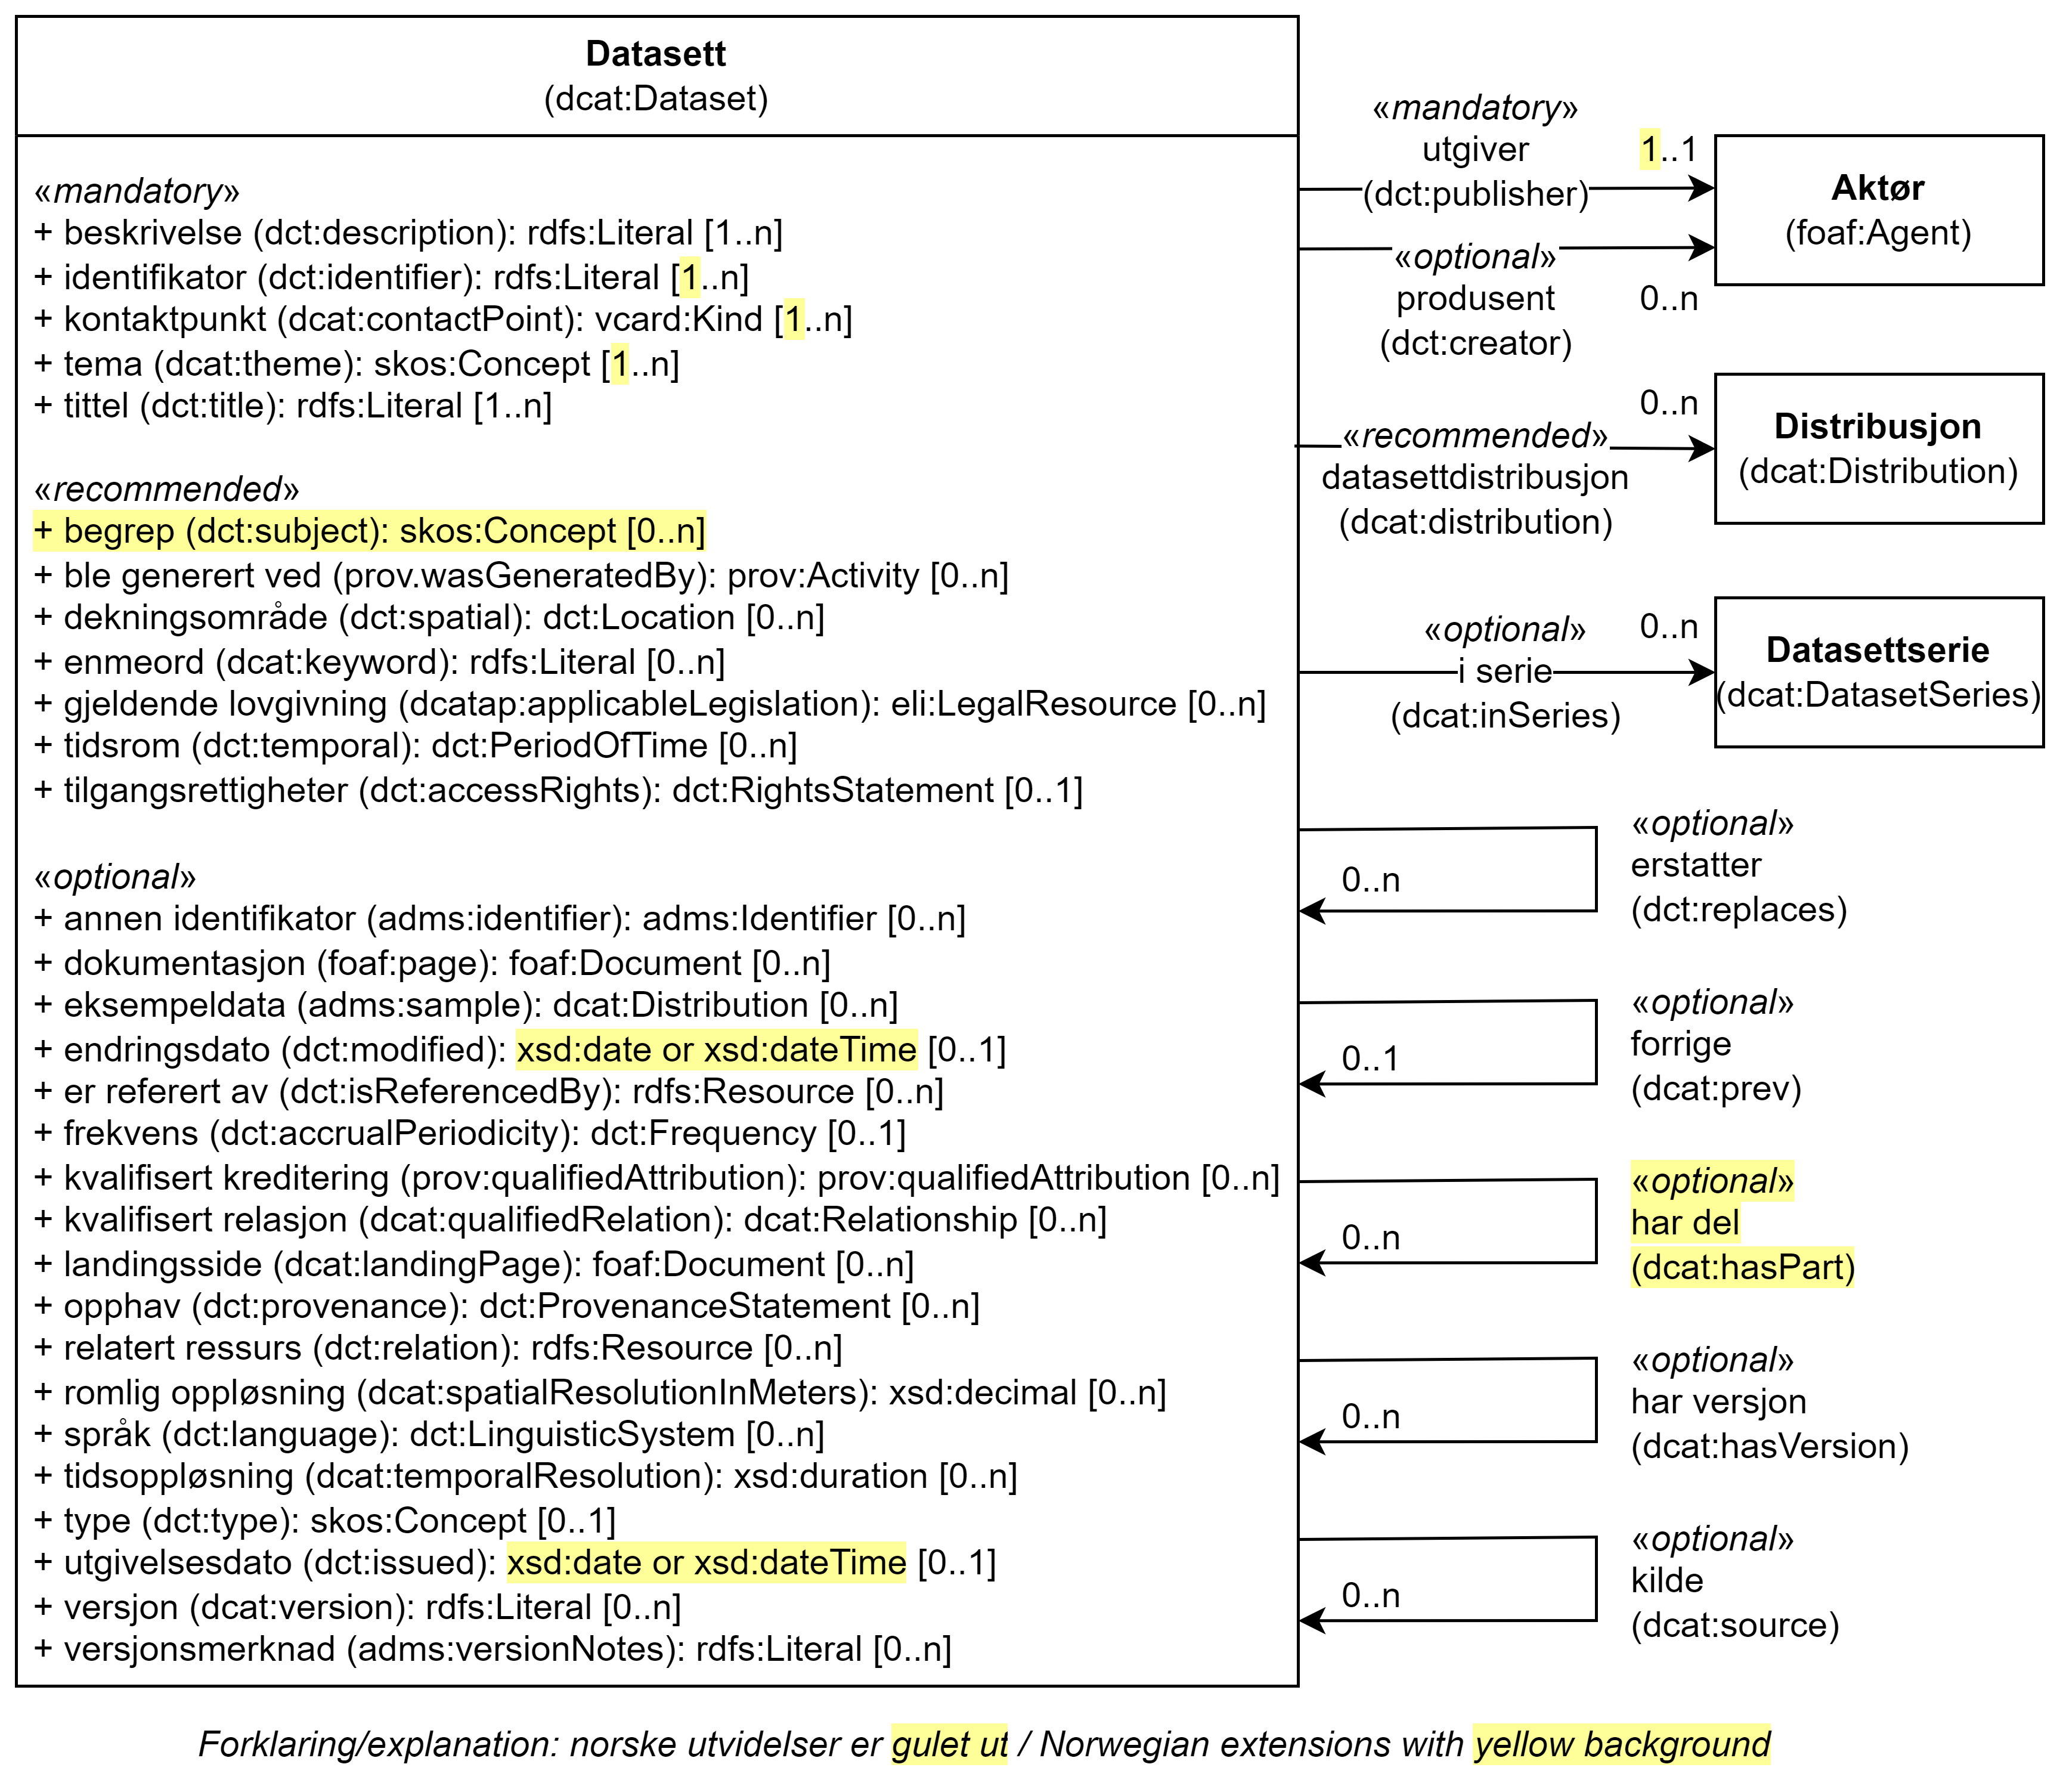 Datasett
(dcat:Dataset)
«mandatory»
+ beskrivelse (dct:description): rdfs:Literal [1..n]
+ identifikator (dct:identifier): rdfs:Literal [1..n]
+ kontaktpunkt (dcat:contactPoint): vcard:Kind [1..n]
+ tema (dcat:theme): skos:Concept [1..n]
+ tittel (dct:title): rdfs:Literal [1..n]
«recommended»
+ begrep (dct:subject): skos:Concept [0..n]
+ ble generert ved (prov.wasGeneratedBy): prov:Activity [0..n]
+ dekningsområde (dct:spatial): dct:Location [0..n]
+ enmeord (dcat:keyword): rdfs:Literal [0..n]
+ gjeldende lovgivning (dcatap:applicableLegislation): eli:LegalResource [0..n]
+ tidsrom (dct:temporal): dct:PeriodOfTime [0..n]
+ tilgangsrettigheter (dct:accessRights): dct:RightsStatement [0..1]
«optional»
+ annen identifikator (adms:identifier): adms:Identifier [0..n]
+ dokumentasjon (foaf:page): foaf:Document [0..n]
+ eksempeldata (adms:sample): dcat:Distribution [0..n]
+ endringsdato (dct:modified): xsd:date or xsd:dateTime [0..1]
+ er referert av (dct:isReferencedBy): rdfs:Resource [0..n]
+ frekvens (dct:accrualPeriodicity): dct:Frequency [0..1]
+ kvalifisert kreditering (prov:qualifiedAttribution): prov:qualifiedAttribution [0..n]
+ kvalifisert relasjon (dcat:qualifiedRelation): dcat:Relationship [0..n]
+ landingsside (dcat:landingPage): foaf:Document [0..n]
+ opphav (dct:provenance): dct:ProvenanceStatement [0..n]
+ relatert ressurs (dct:relation): rdfs:Resource [0..n]
+ romlig oppløsning (dcat:spatialResolutionInMeters): xsd:decimal [0..n]
+ språk (dct:language): dct:LinguisticSystem [0..n]
+ tidsoppløsning (dcat:temporalResolution): xsd:duration [0..n]
+ type (dct:type): skos:Concept [0..1]
+ utgivelsesdato (dct:issued): xsd:date or xsd:dateTime [0..1]
+ versjon (dcat:version): rdfs:Literal [0..n]
+ versjonsmerknad (adms:versionNotes): rdfs:Literal [0..n]
«mandatory»
utgiver
(dct:publisher)
1..1
«optional»
produsent
(dct:creator)
0..n
Aktør
(foaf:Agent)
«recommended»
datasettdistribusjon
(dcat:distribution)
0..n
Distribusjon
(dcat:Distribution)
«optional»
i serie
(dcat:inSeries)
0..n
Datasettserie
(dcat:DatasetSeries)
0..n
«optional»
erstatter
(dct:replaces)
0..1
«optional»
forrige
(dcat:prev)
0..n
«optional»
har del
(dcat:hasPart)
0..n
«optional»
har versjon
(dcat:hasVersion)
0..n
«optional»
kilde
(dcat:source)
Forklaring/explanation: norske utvidelser er gulet ut / Norwegian extensions with yellow background